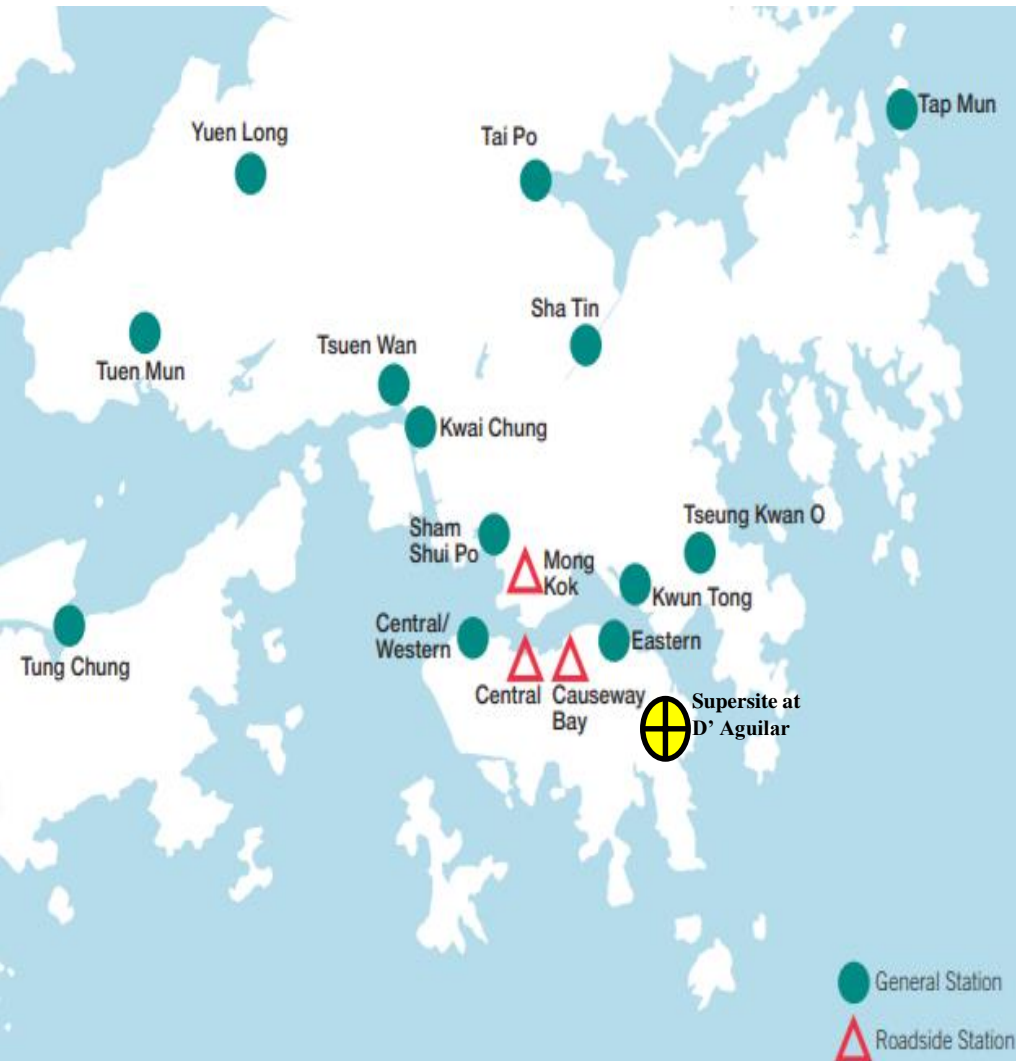 Tap Mun
Yuen Long
Tai Po
Sha Tin
Tsuen Wan
Tuen Mun
Kwai Chung
Tseung Kwan O
Sham
Shui Po
Mong
Kok
Kwun Tong
Central/
Western
Eastern
Tung Chung
Central
Causeway
Bay
Supersite at
D’ Aguilar
General Station
Roadside Station